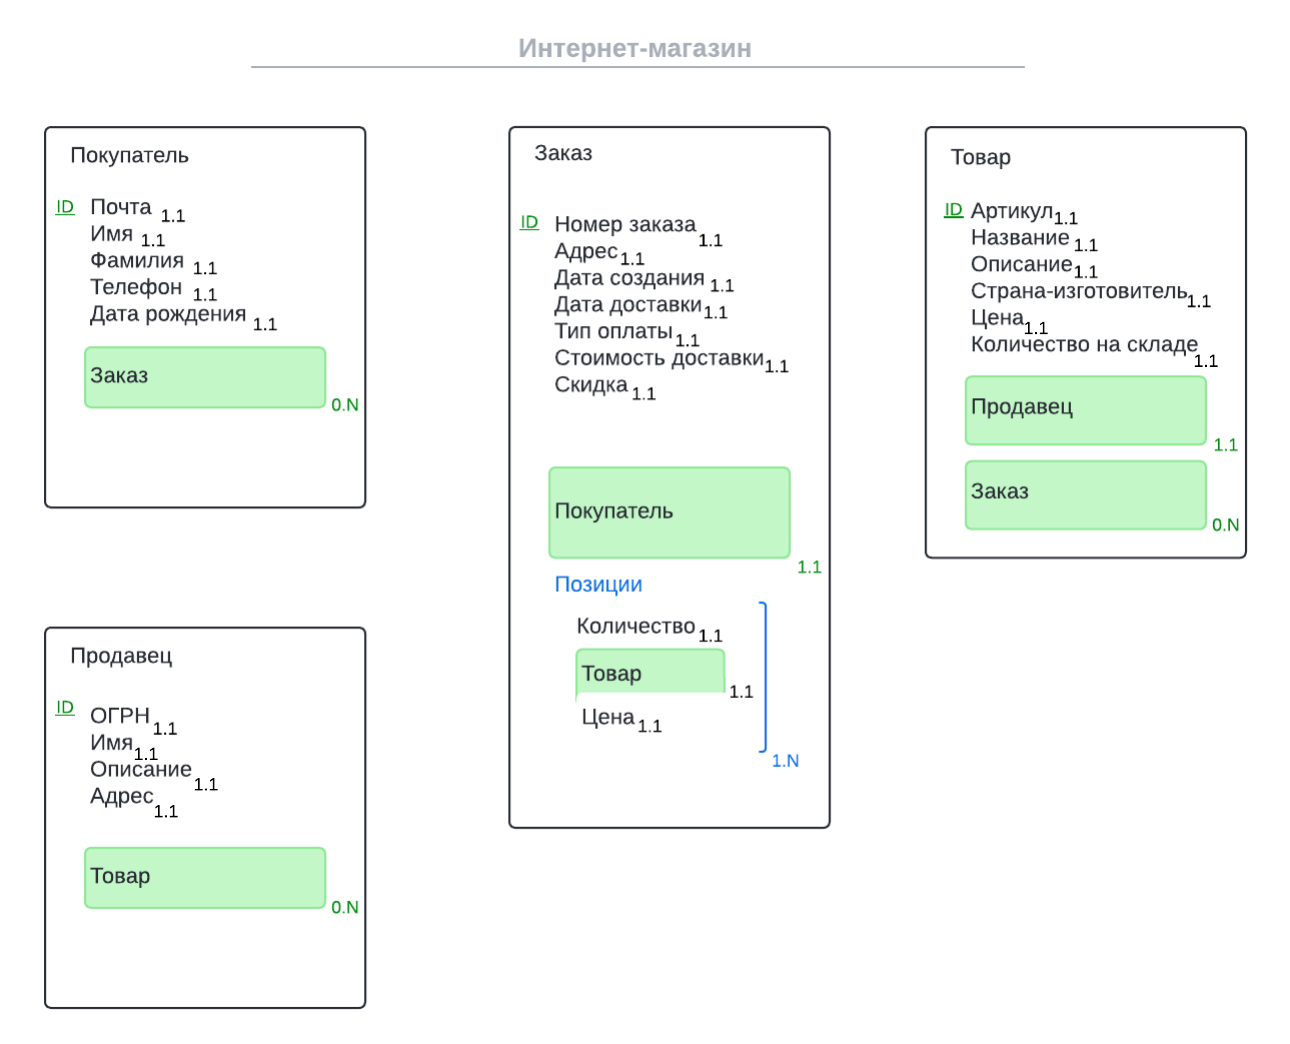 Интернет-магазин
Покупатель
ID Почта 1.1
Имя 1.1
Фамилия 1.1
Телефон 1.1
Дата рождения 1.1
Заказ
0.N
Заказ
ID Номер заказа 1.1
Адрес 1.1
Дата создания 1.1
Дата доставки 1.1
Тип оплаты 1.1
Стоимость доставки 1.1
Скидка 1.1
Покупатель
1.1
Позиции
Количество 1.1
Товар
1.1
Цена 1.1
1.N
Товар
ID Артикул 1.1
Название 1.1
Описание 1.1
Страна-изготовитель 1.1
Цена 1.1
Количество на складе 1.1
Продавец
1.1
Заказ
0.N
Продавец
ID ОГРН 1.1
Имя 1.1
Описание 1.1
Адрес 1.1
Товар
0.N